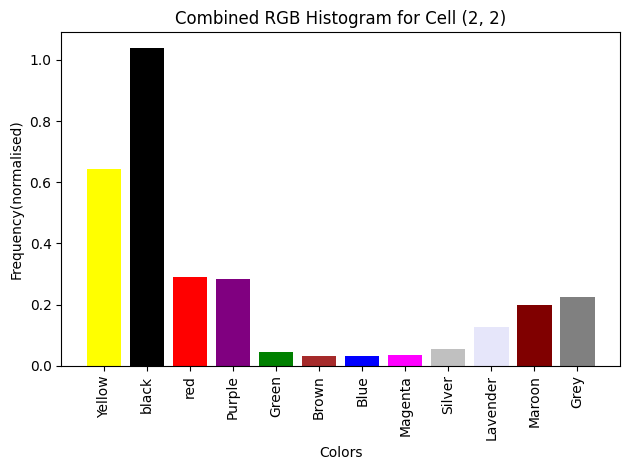 Combined RGB Histogram for Cell (2, 2)
Frequency(normalised)
1.0
0.8
0.6
0.4
0.2
0.0
Yellow
black
red
Purple
Green
Brown
Blue
Magenta
Silver
Lavender
Maroon
Grey
Colors